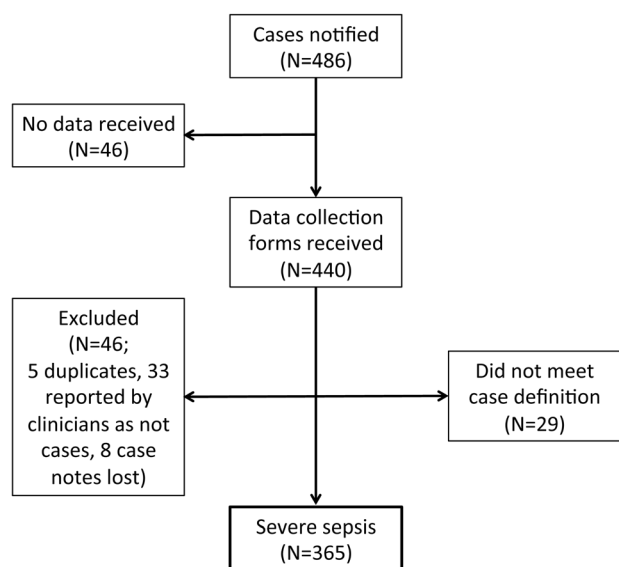 Cases notified
(N=486)
No data received
(N=46)
Data collection
forms received
(N=440)
Excluded
(N=46;
5 duplicates, 33
reported by
clinicians as not
cases, 8 case
notes lost)
Did not meet
case definition
(N=29)
Severe sepsis
(N=365)